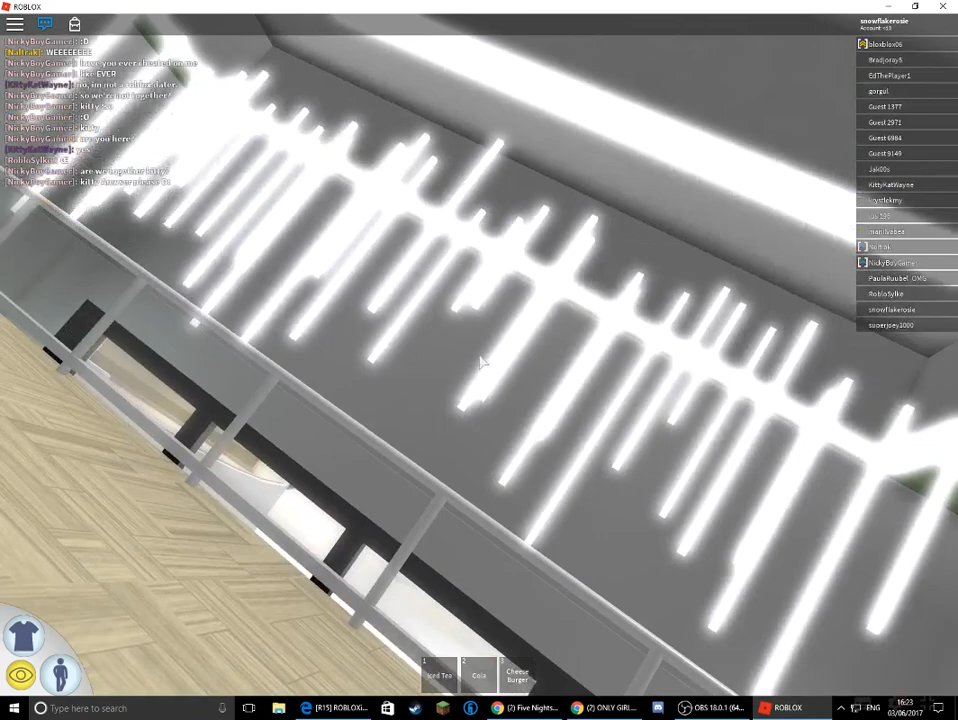 ROBLOX
snowflakerosie
Account <13
[NickyBoyGamer]: :D
[Naltrak]: WEEEEEEEE
[NickyBoyGamer]: have you ever cheated on me
[NickyBoyGamer]: like EVER
[KittyKatWayne]: no, im not a roblox dater.
[NickyBoyGamer]: so we're not together?
[NickyBoyGamer]:
[NickyBoyGamer]: :O
[NickyBoyGamer]: kitty
[NickyBoyGamer]: are you here?
[KittyKatWayne]: yes
[RobloSylke]:
[NickyBoyGamer]: are we together kitty?
[NickyBoyGamer]: kitty Answer please
bloxblox06
Bradjoray3
EdThePlayer1
gorgul
Guest 1377
Guest 2971
Guest 6984
Guest 9149
Jak00s
KittyKatWayne
Naltrak
NickyBoyGamer
PaulaRuubel_OMG
RobloSylke
snowflakerosie
superjoey1000
1
Iced Tea
2
Cola
3
Cheese
Burger
Type here to search
[R15] ROBLOXi...
(2) Five Nights...
(2) ONLY GIRL...
OBS 18.0.1 (64...
ROBLOX
ENG
16:23
03/06/2017